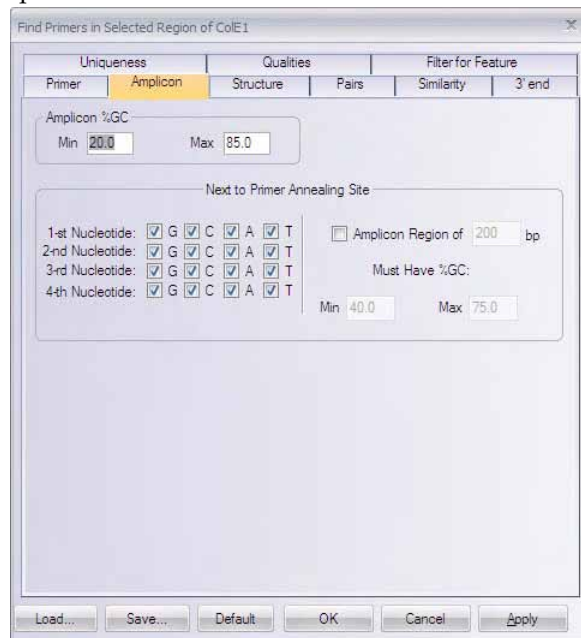 Find Primers in Selected Region of ColE1
Uniqueness Qualities Filter for Feature
Primer Amplicon Structure Pairs Similarity 3' end
Amplicon %GC
Min 20.0 Max 85.0
Next to Primer Annealing Site
1-st Nucleotide: G C A T
2-nd Nucleotide: G C A T
3-rd Nucleotide: G C A T
4-th Nucleotide: G C A T
Amplicon Region of 200 bp
Must Have %GC:
Min 40.0 Max 75.0
Load... Save... Default OK Cancel Apply